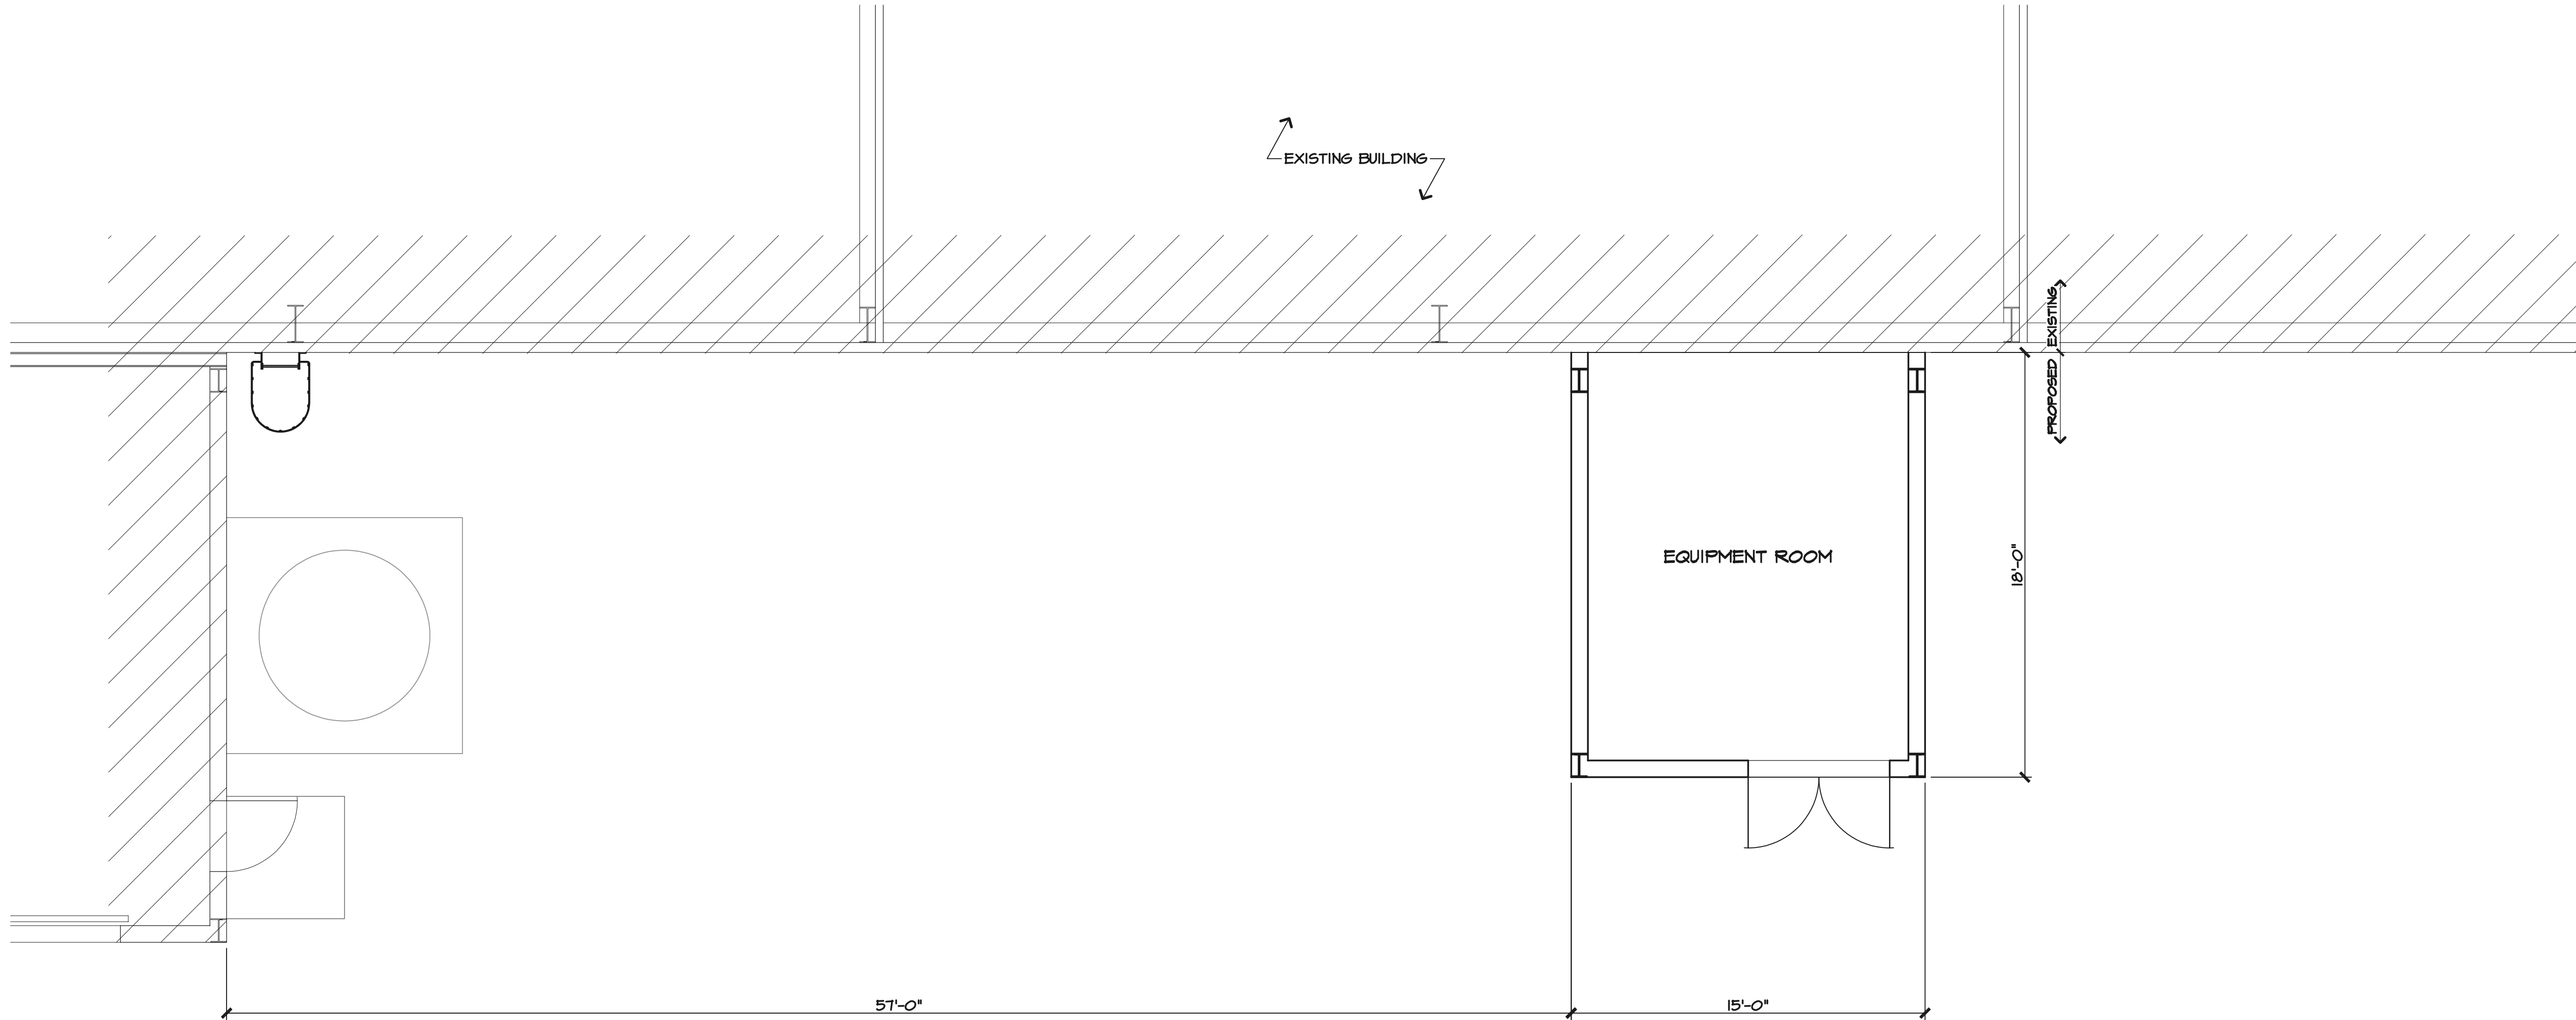 EXISTING BUILDING
EXISTING
PROPOSED
EQUIPMENT ROOM
18'-0"
57'-0"
15'-0"